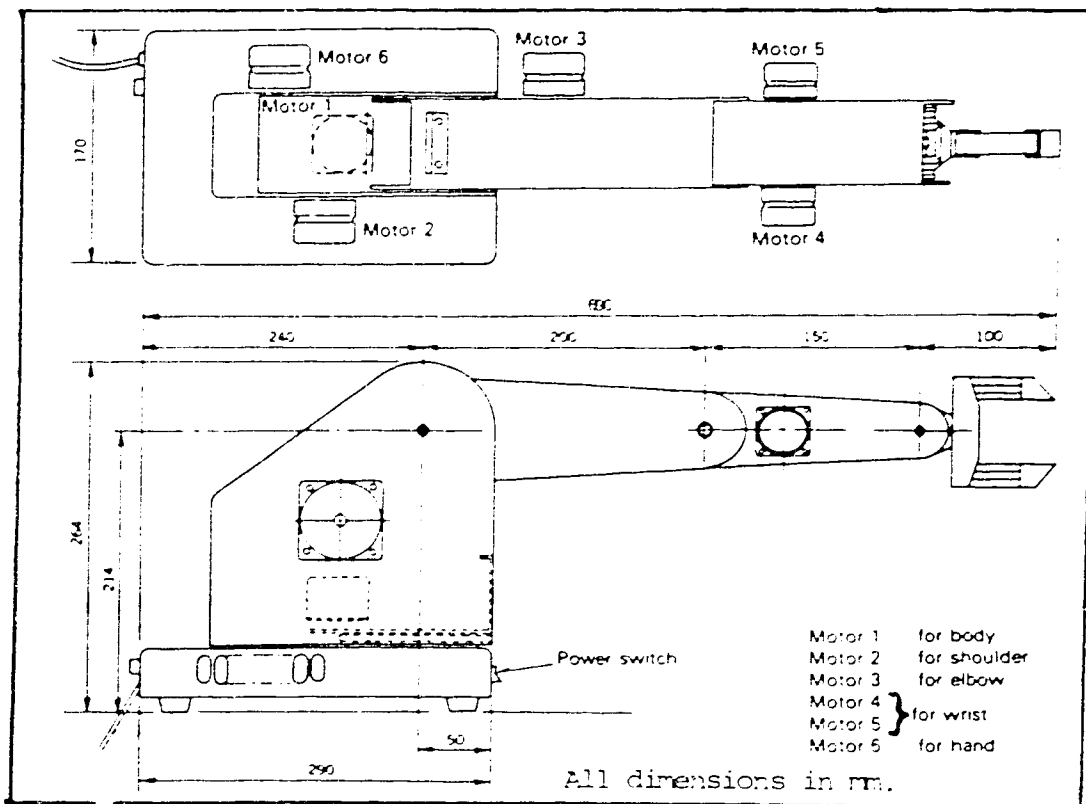 Motor 3
Motor 5
Motor 6
Motor 1
170
Motor 2
Motor 4
240
200
150
100
264
214
Motor 1 for body
Motor 2 for shoulder
Power switch
Motor 3 for elbow
Motor 4
Motor 5 } for wrist
Motor 6 for hand
50
290
All dimensions in mm.